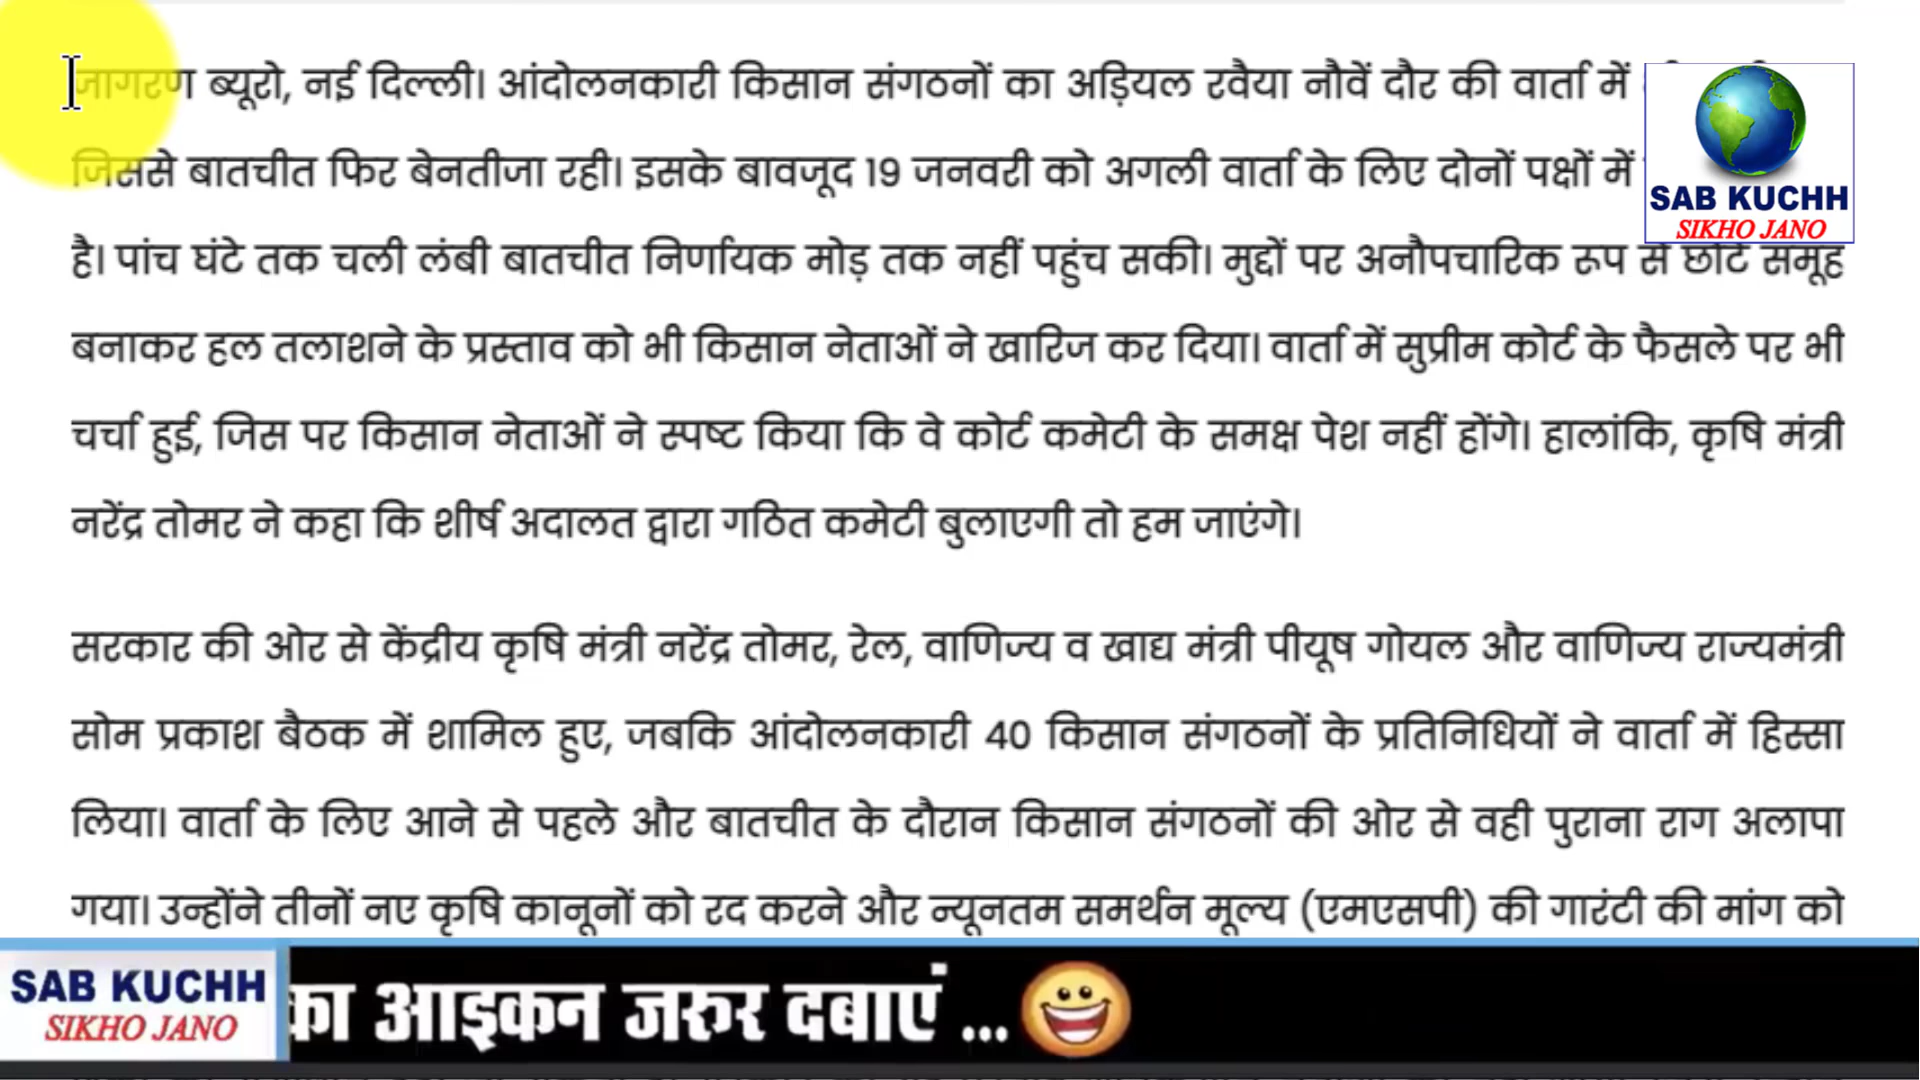 जागरण ब्यूरो, नई दिल्ली। आंदोलनकारी किसान संगठनों का अड़ियल रवैया नौवें दौर की वार्ता में
जिससे बातचीत फिर बेनतीजा रही। इसके बावजूद 19 जनवरी को अगली वार्ता के लिए दोनों पक्षों में
SAB KUCHH
SIKHO JANO
है। पांच घंटे तक चली लंबी बातचीत निर्णायक मोड़ तक नहीं पहुंच सकी। मुद्दों पर अनौपचारिक रूप से छोटे समूह
बनाकर हल तलाशने के प्रस्ताव को भी किसान नेताओं ने खारिज कर दिया। वार्ता में सुप्रीम कोर्ट के फैसले पर भी
चर्चा हुई, जिस पर किसान नेताओं ने स्पष्ट किया कि वे कोर्ट कमेटी के समक्ष पेश नहीं होंगे। हालांकि, कृषि मंत्री
नरेंद्र तोमर ने कहा कि शीर्ष अदालत द्वारा गठित कमेटी बुलाएगी तो हम जाएंगे।
सरकार की ओर से केंद्रीय कृषि मंत्री नरेंद्र तोमर, रेल, वाणिज्य व खाद्य मंत्री पीयूष गोयल और वाणिज्य राज्यमंत्री
सोम प्रकाश बैठक में शामिल हुए, जबकि आंदोलनकारी 40 किसान संगठनों के प्रतिनिधियों ने वार्ता में हिस्सा
लिया। वार्ता के लिए आने से पहले और बातचीत के दौरान किसान संगठनों की ओर से वही पुराना राग अलापा
गया। उन्होंने तीनों नए कृषि कानूनों को रद करने और न्यूनतम समर्थन मूल्य (एमएसपी) की गारंटी की मांग को
SAB KUCHH
SIKHO JANO
का आइकन जरुर दबाएं ...